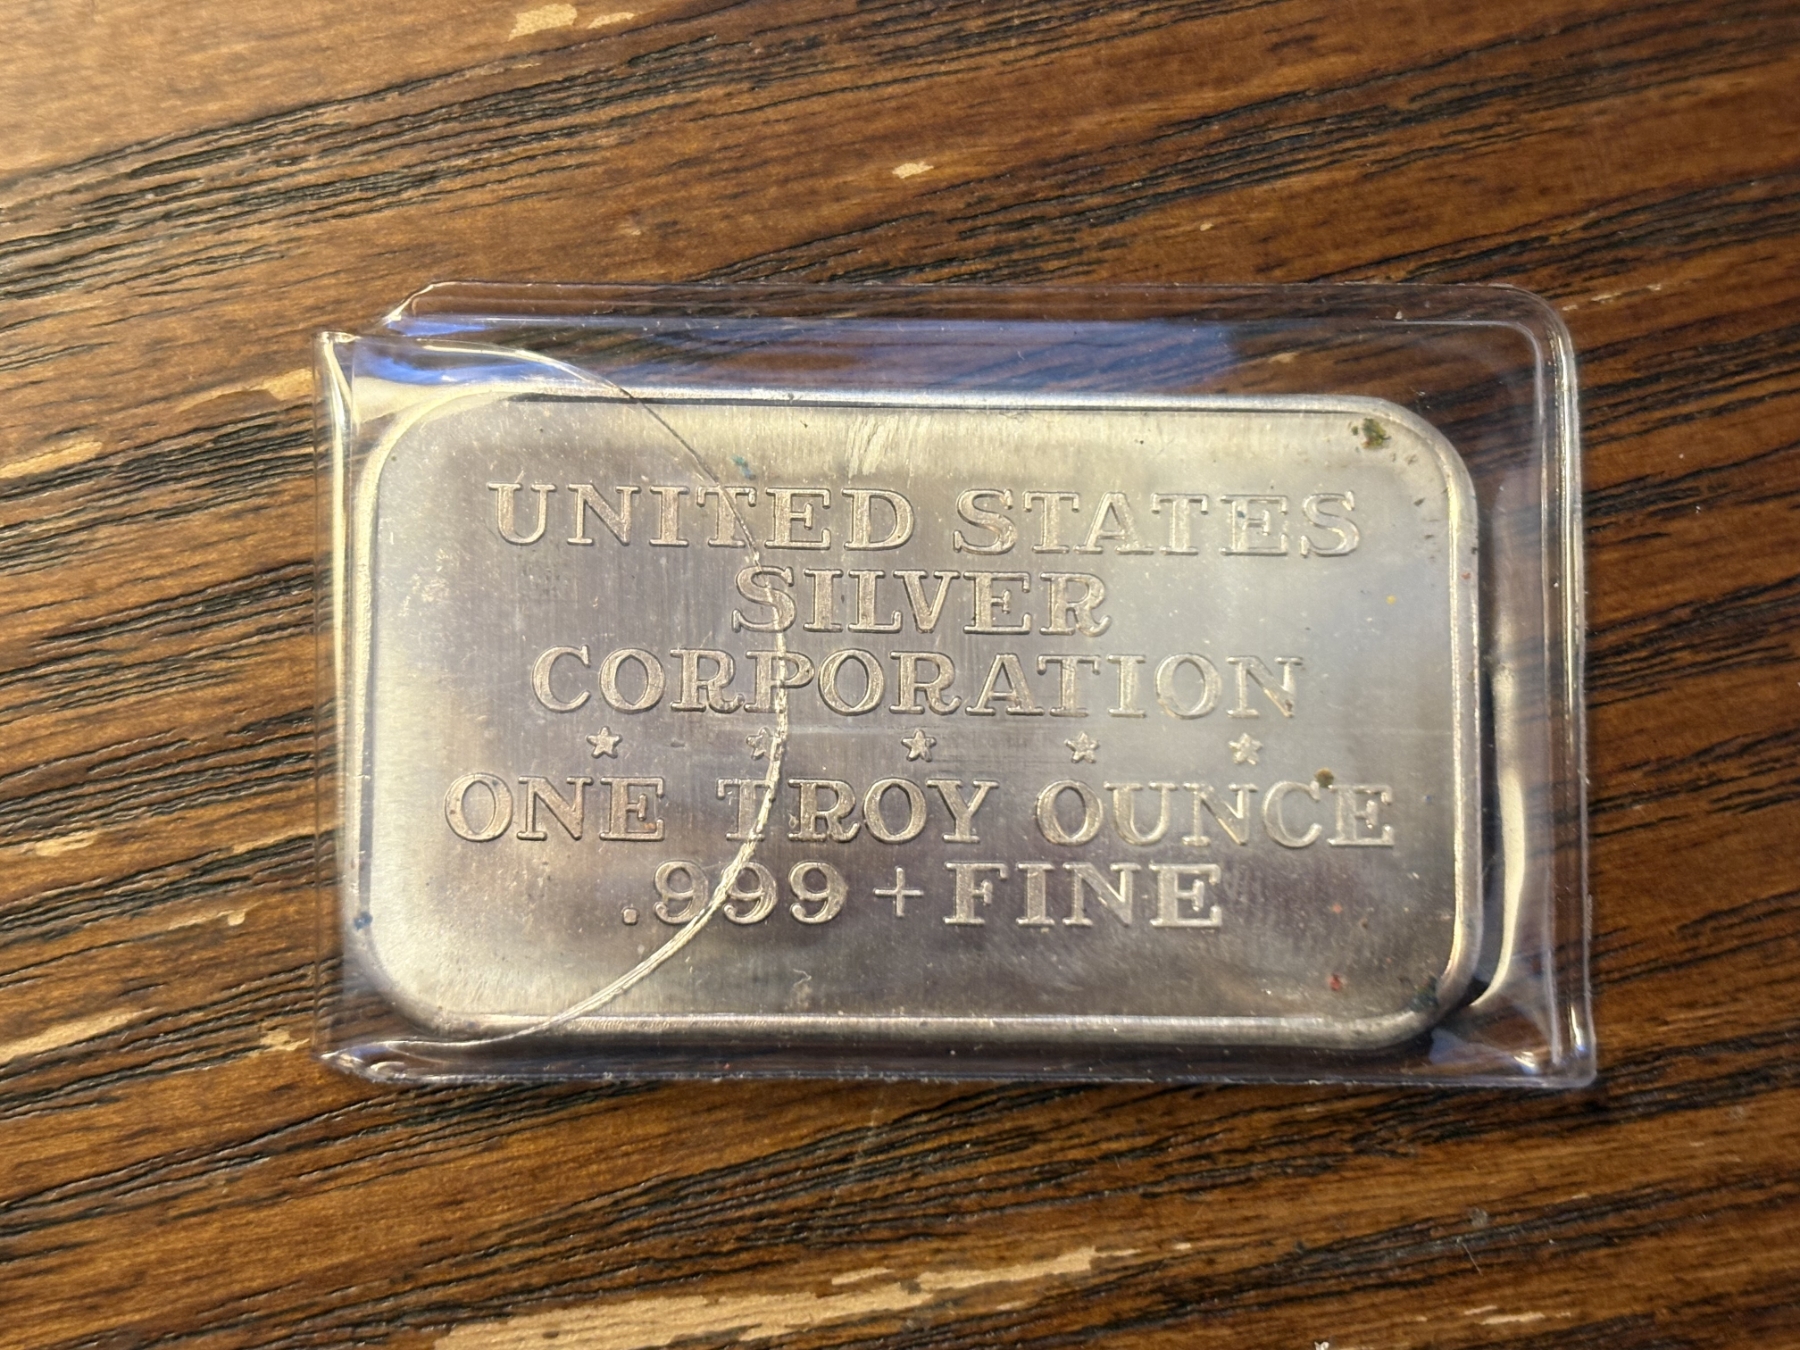 UNITED STATES
SILVER
CORPORATION
★ ★ ★ ★ ★
ONE TROY OUNCE
.999 + FINE